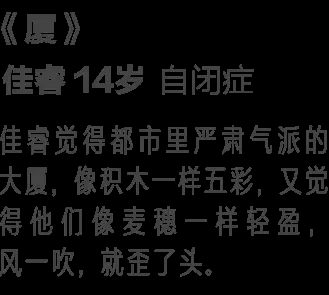 《厦》
佳睿 14岁 自闭症
佳睿觉得都市里严肃气派的
大厦，像积木一样五彩，又觉
得他们像麦穗一样轻盈，
风一吹，就歪了头。